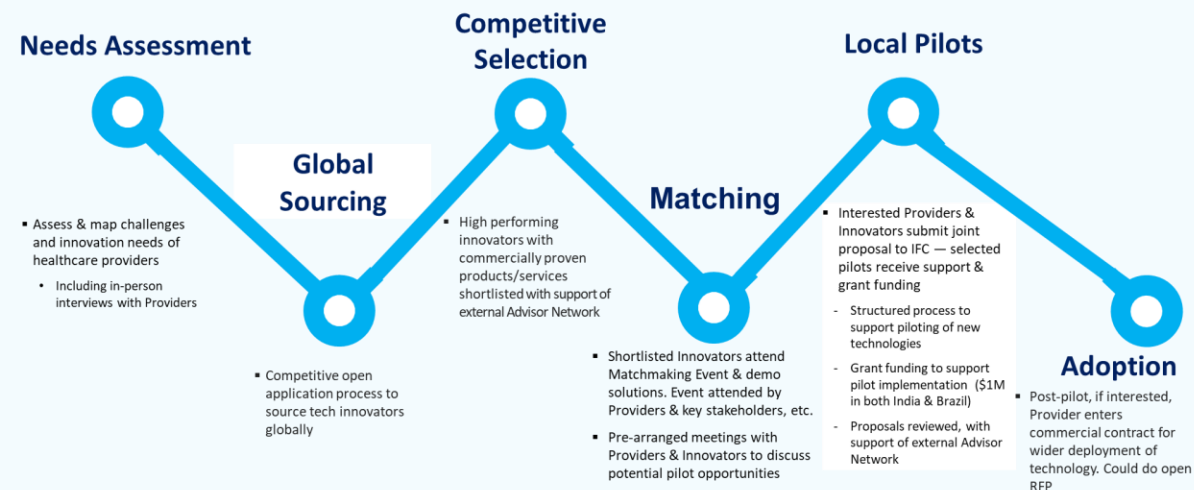 Needs Assessment
▪ Assess & map challenges
and innovation needs of
healthcare providers
• Including in-person
interviews with Providers
Global
Sourcing
▪ Competitive open
application process to
source tech innovators
globally
Competitive
Selection
▪ High performing
innovators with
commercially proven
products/services
shortlisted with support of
external Advisor Network
Matching
▪ Shortlisted Innovators attend
Matchmaking Event & demo
solutions. Event attended by
Providers & key stakeholders, etc.
▪ Pre-arranged meetings with
Providers & Innovators to discuss
potential pilot opportunities
Local Pilots
▪ Interested Providers &
Innovators submit joint
proposal to IFC — selected
pilots receive support &
grant funding
- Structured process to
support piloting of new
technologies
- Grant funding to support
pilot implementation ($1M
in both India & Brazil)
- Proposals reviewed, with
support of external Advisor
Network
Adoption
▪ Post-pilot, if interested,
Provider enters
commercial contract for
wider deployment of
technology. Could do open
RFP